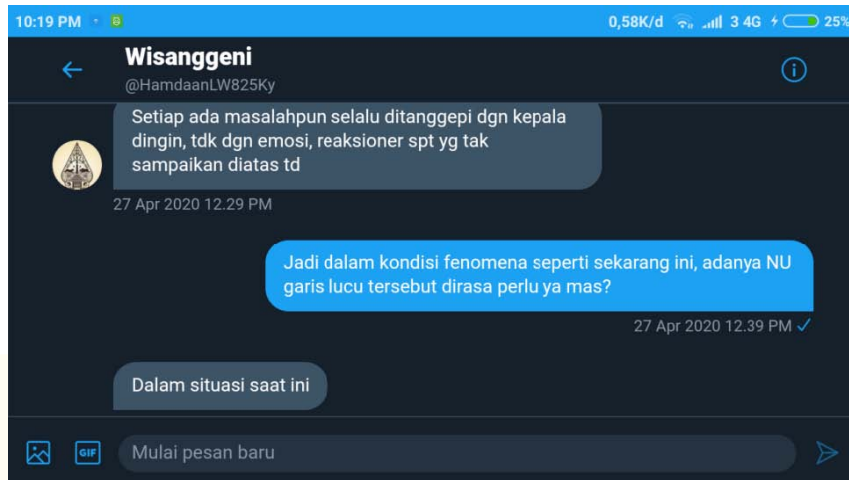 10:19 PM 0,58K/d 3 4G 25%
Wisanggeni
@HamdaanLW825Ky
Setiap ada masalahpun selalu ditanggepi dgn kepala
dingin, tdk dgn emosi, reaksioner spt yg tak
sampaikan diatas td
27 Apr 2020 12.29 PM
Jadi dalam kondisi fenomena seperti sekarang ini, adanya NU
garis lucu tersebut dirasa perlu ya mas?
27 Apr 2020 12.39 PM
Dalam situasi saat ini
GIF Mulai pesan baru